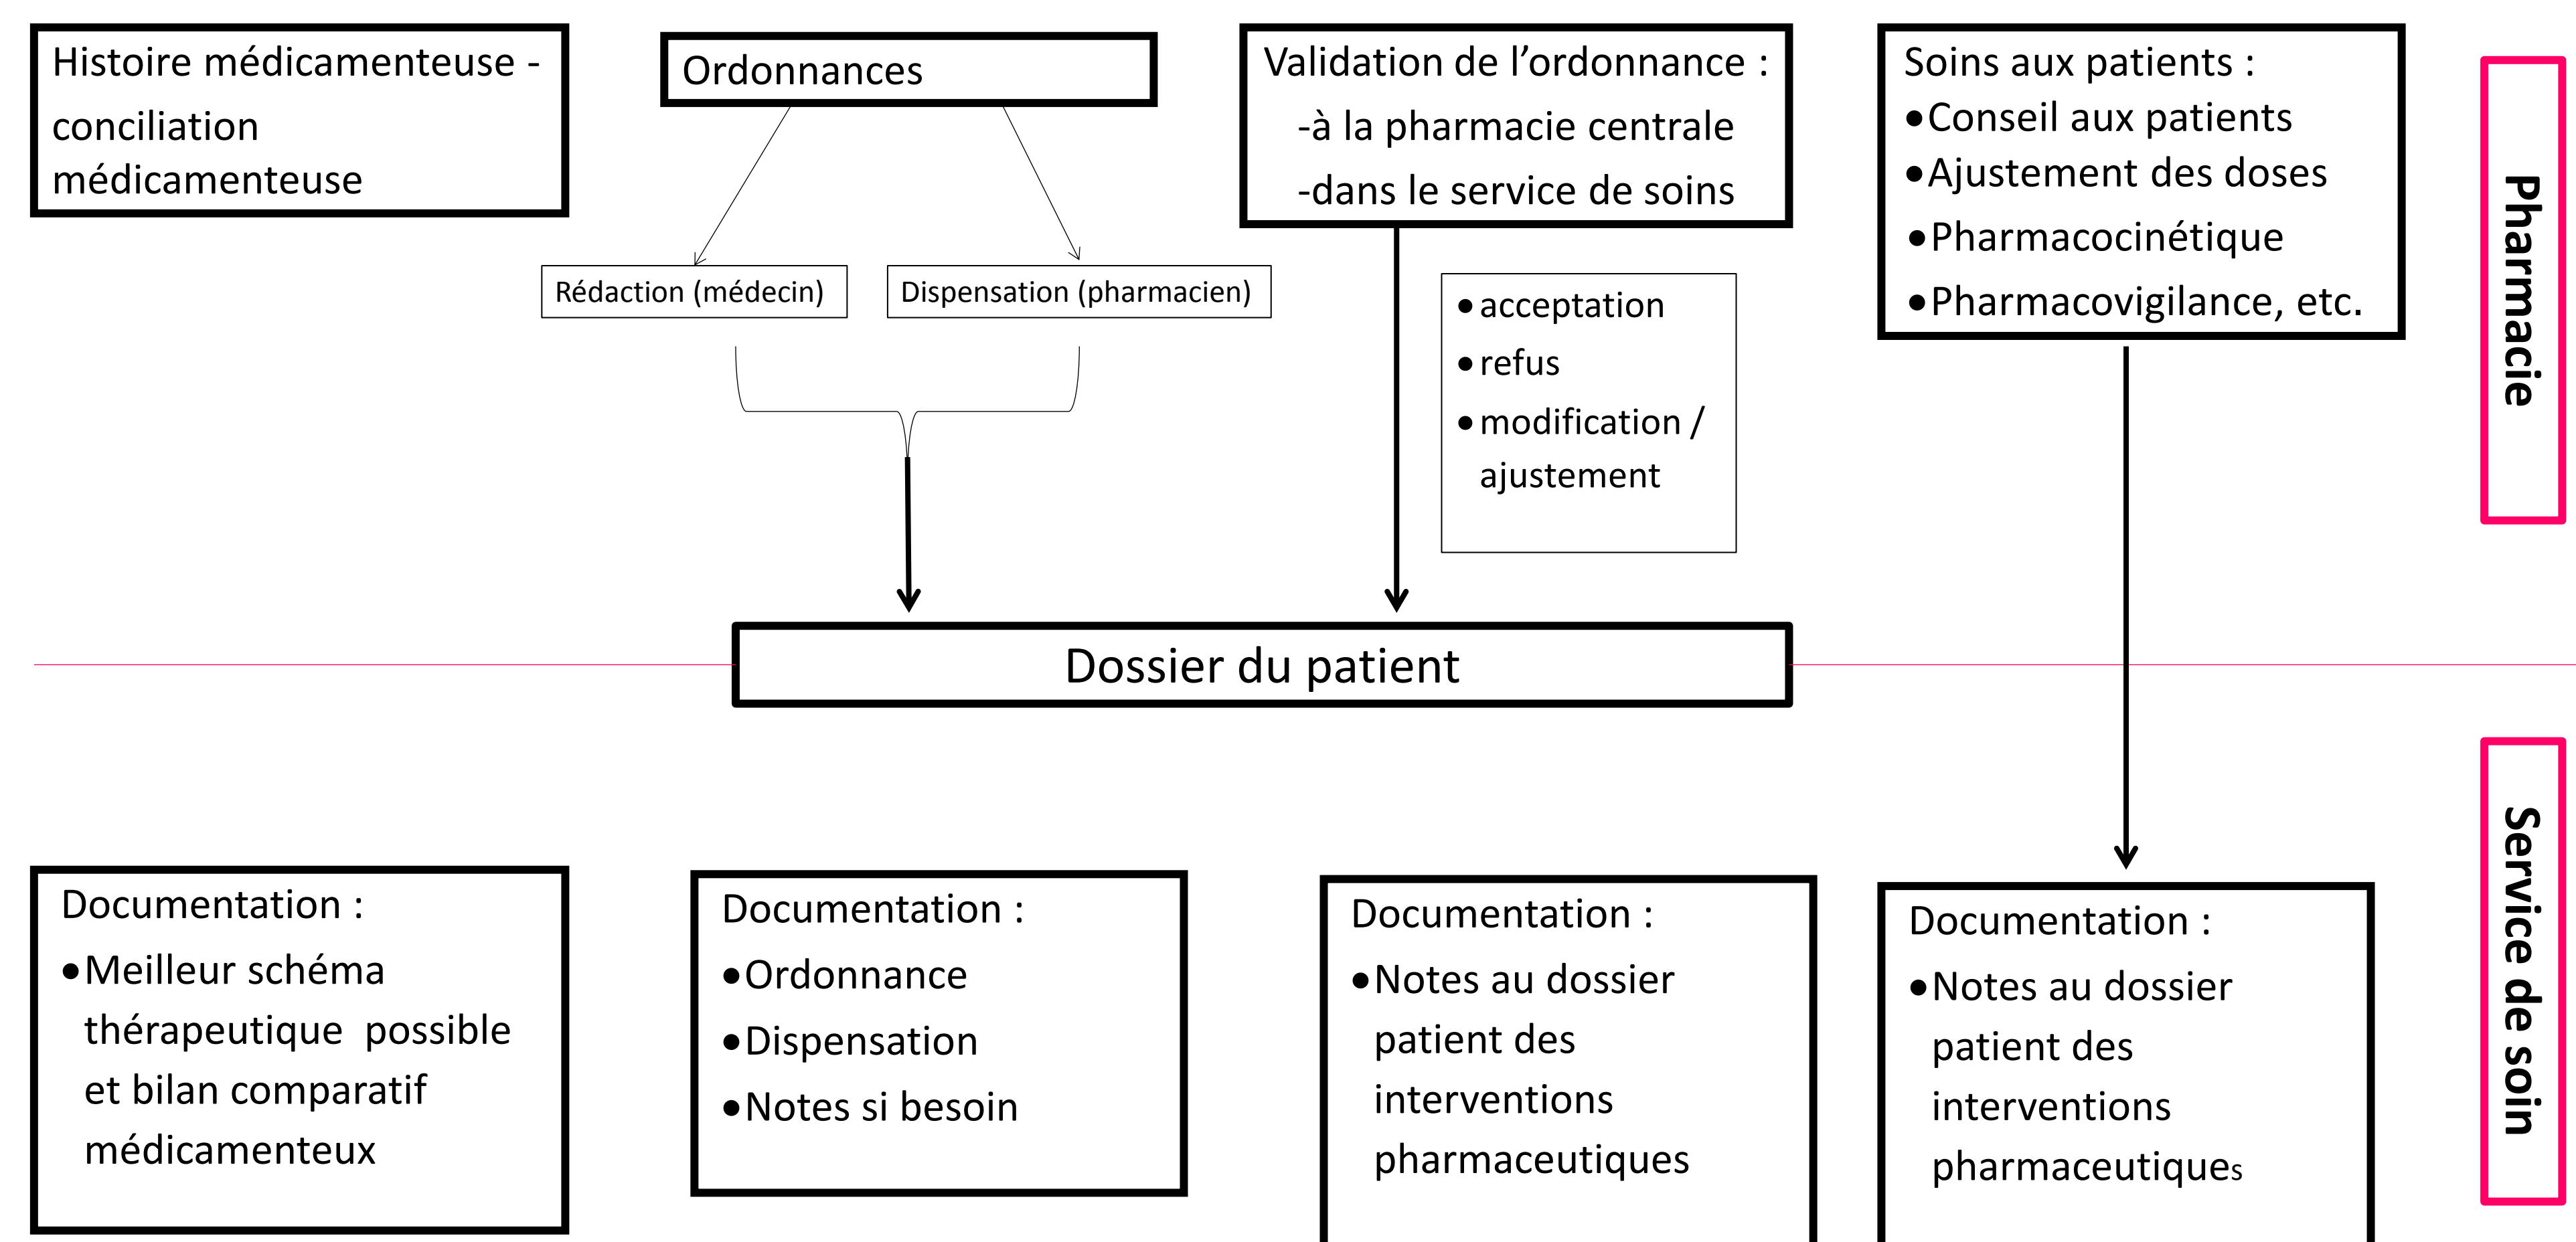 Histoire médicamenteuse -
conciliation
médicamenteuse
Ordonnances
Rédaction (médecin)
Dispensation (pharmacien)
Validation de l’ordonnance :
-à la pharmacie centrale
-dans le service de soins
• acceptation
• refus
• modification /
ajustement
Soins aux patients :
•Conseil aux patients
•Ajustement des doses
•Pharmacocinétique
•Pharmacovigilance, etc.
Pharmacie
Dossier du patient
Documentation :
•Meilleur schéma
thérapeutique  possible
et bilan comparatif
médicamenteux
Documentation :
•Ordonnance
•Dispensation
•Notes si besoin
Documentation :
•Notes au dossier
patient des
interventions
pharmaceutiques
Documentation :
•Notes au dossier
patient des
interventions
pharmaceutiques
Service de soin